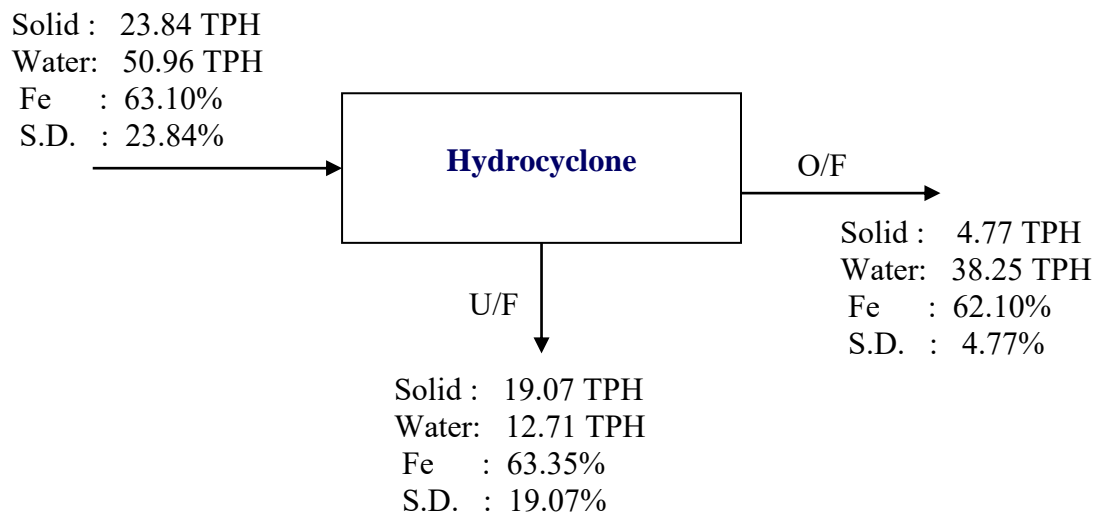 Solid : 23.84 TPH
Water: 50.96 TPH
Fe : 63.10%
S.D. : 23.84%
Hydrocyclone
O/F
Solid : 4.77 TPH
Water: 38.25 TPH
Fe : 62.10%
S.D. : 4.77%
U/F
Solid : 19.07 TPH
Water: 12.71 TPH
Fe : 63.35%
S.D. : 19.07%